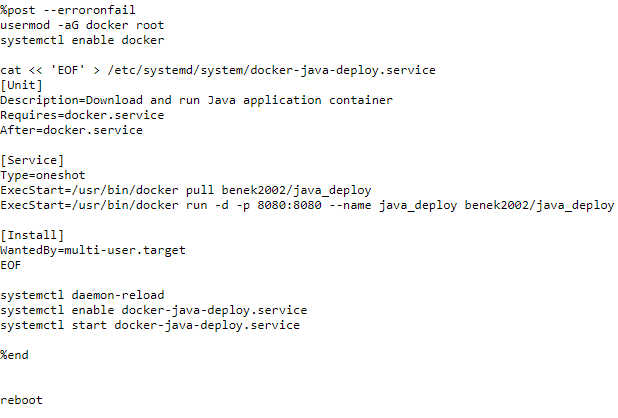 %post --erroronfail
usermod -aG docker root
systemctl enable docker
cat << 'EOF' > /etc/systemd/system/docker-java-deploy.service
[Unit]
Description=Download and run Java application container
Requires=docker.service
After=docker.service
[Service]
Type=oneshot
ExecStart=/usr/bin/docker pull benek2002/java_deploy
ExecStart=/usr/bin/docker run -d -p 8080:8080 --name java_deploy benek2002/java_deploy
[Install]
WantedBy=multi-user.target
EOF
systemctl daemon-reload
systemctl enable docker-java-deploy.service
systemctl start docker-java-deploy.service
%end
reboot